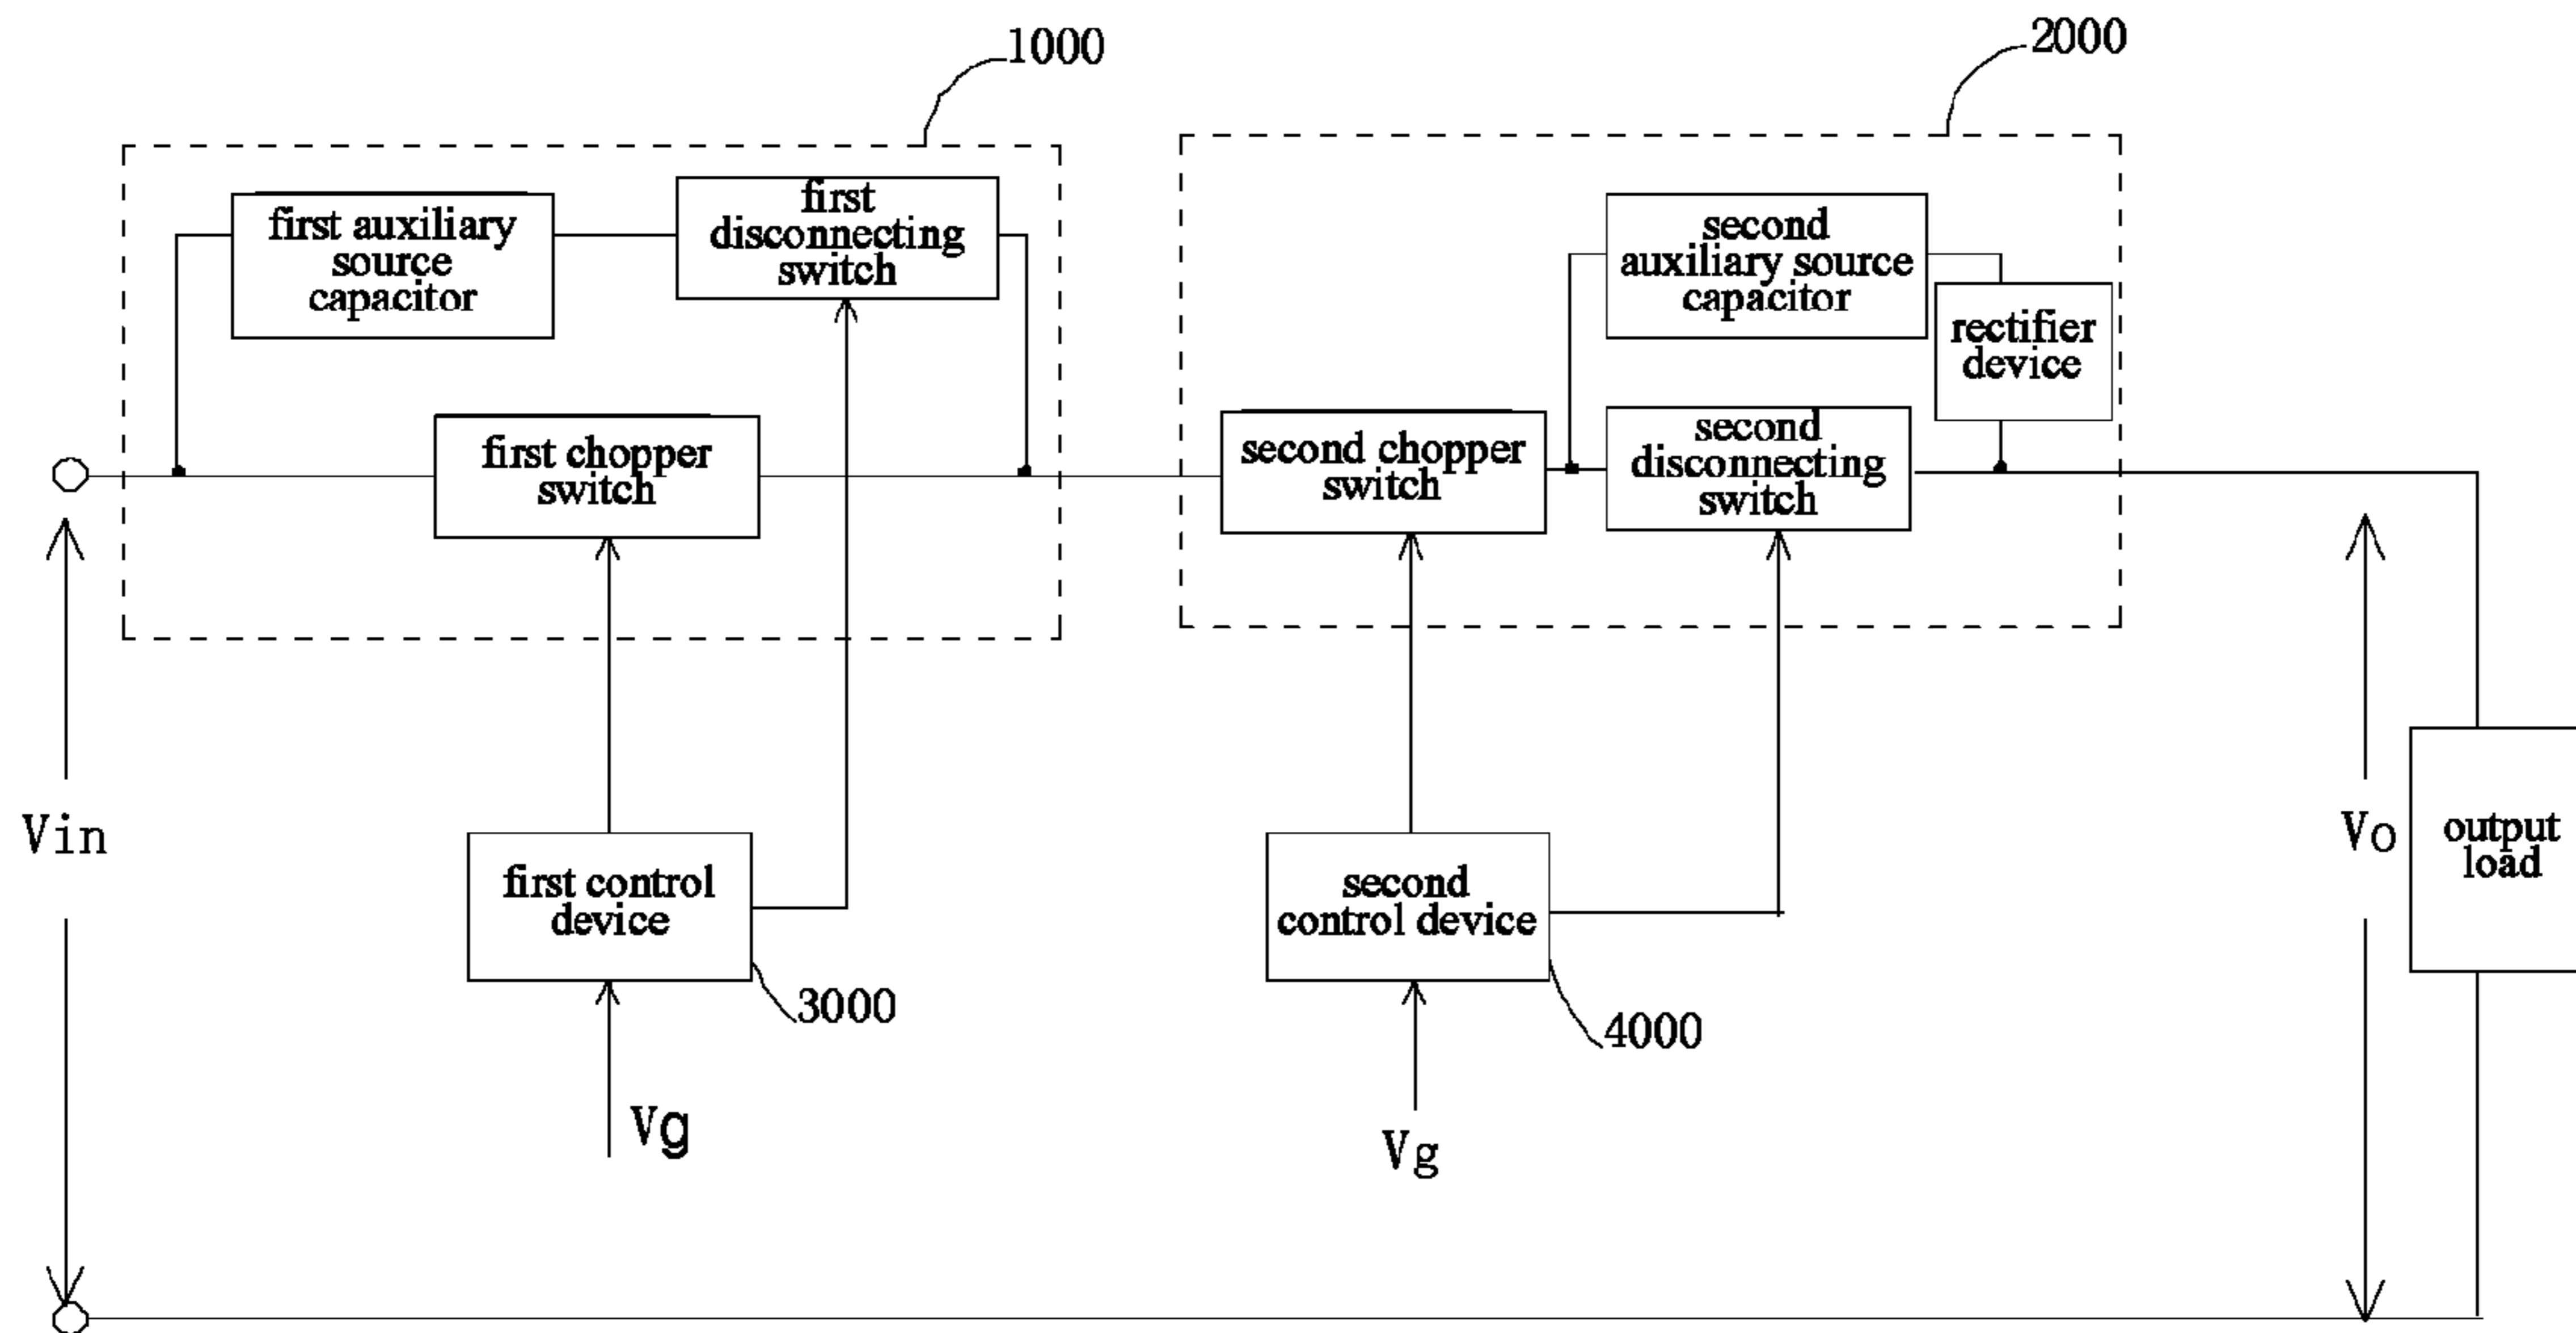 1000
2000
first auxiliary
source
capacitor
first
disconnecting
switch
second
auxiliary source
capacitor
rectifier
device
first chopper
switch
second chopper
switch
second
disconnecting
switch
Vin
first control
device
3000
Vg
second
control device
4000
Vg
VO
output
load